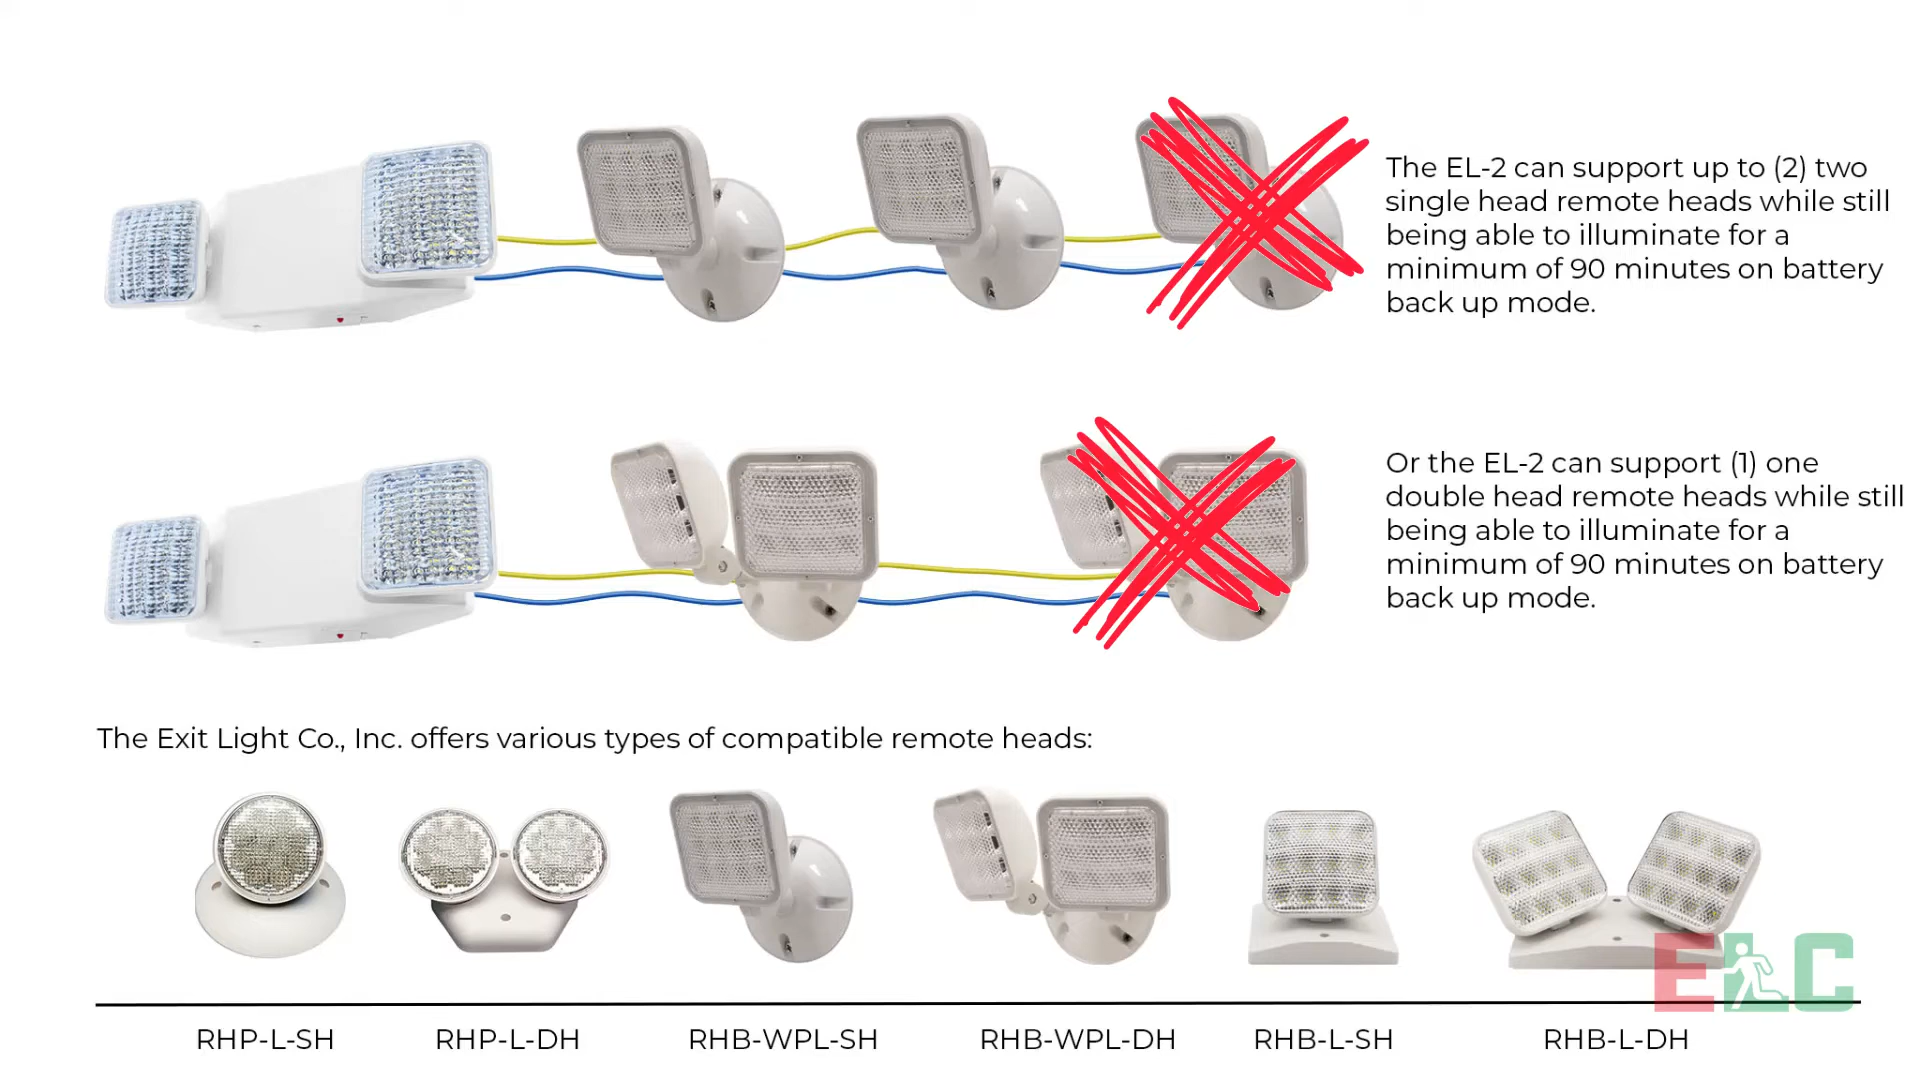 The EL-2 can support up to (2) two
single head remote heads while still
being able to illuminate for a
minimum of 90 minutes on battery
back up mode.
Or the EL-2 can support (1) one
double head remote heads while still
being able to illuminate for a
minimum of 90 minutes on battery
back up mode.
The Exit Light Co., Inc. offers various types of compatible remote heads:
ELC
RHP-L-SH
RHP-L-DH
RHB-WPL-SH
RHB-WPL-DH
RHB-L-SH
RHB-L-DH